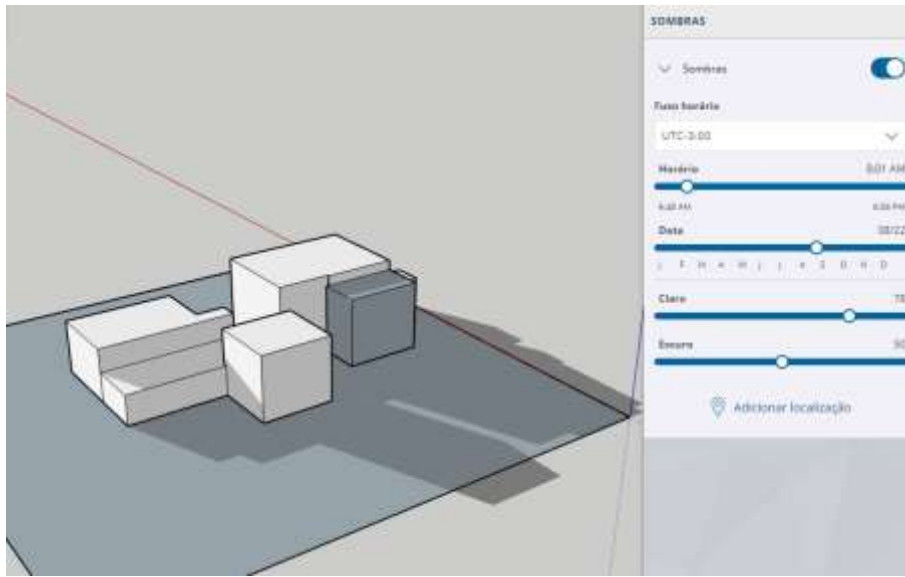 SOMBRAS
Sombras
Fuso horário
UTC-3:00
Horário
Data
J F M A M J J A S O N D
Claro
Escuro
Adicionar localização